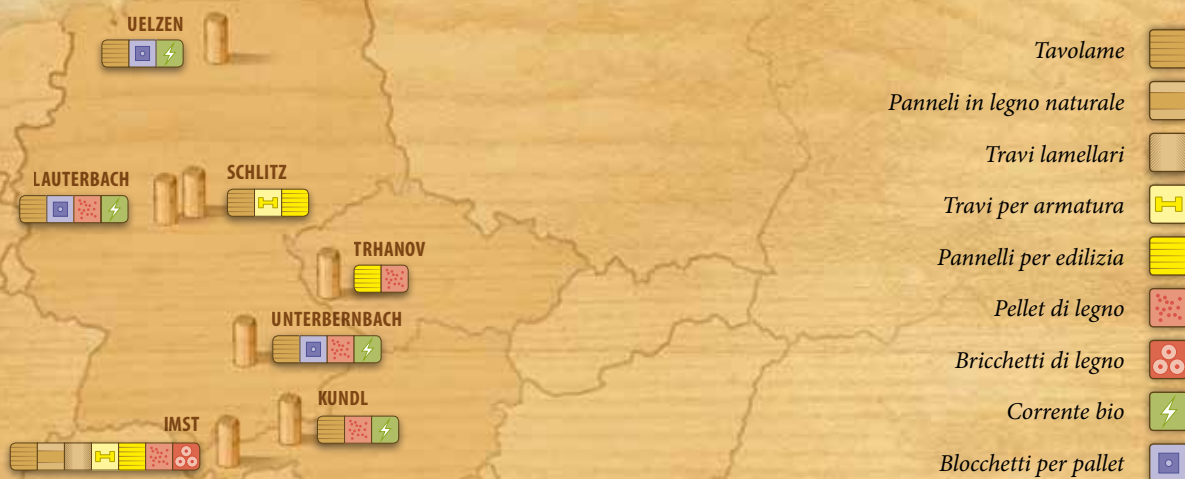 UELZEN
LAUTERBACH
SCHLITZ
TRHANOV
UNTERBERNBACH
KUNDL
IMST
Tavolame
Panneli in legno naturale
Travi lamellari
Travi per armatura
Pannelli per edilizia
Pellet di legno
Bricchetti di legno
Corrente bio
Blocchetti per pallet